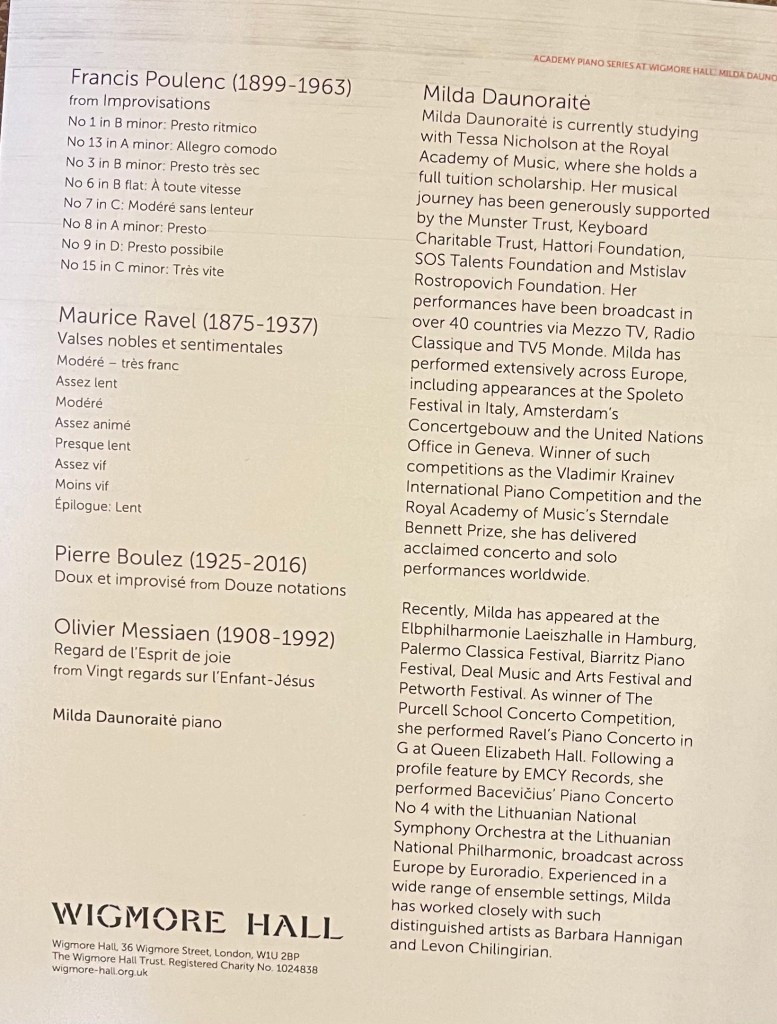 ACADEMY PIANO SERIES AT WIGMORE HALL: MILDA
Francis Poulenc (1899-1963)
from Improvisations
No 1 in B minor: Presto ritmico
No 13 in A minor: Allegro comodo
No 3 in B minor: Presto très sec
No 6 in B flat: À toute vitesse
No 7 in C: Modéré sans lenteur
No 8 in A minor: Presto
No 9 in D: Presto possibile
No 15 in C minor: Très vite
Maurice Ravel (1875-1937)
Valses nobles et sentimentales
Modéré – très franc
Assez lent
Modéré
Assez animé
Presque lent
Assez vif
Moins vif
Épilogue: Lent
Pierre Boulez (1925-2016)
Doux et improvisé from Douze notations
Olivier Messiaen (1908-1992)
Regard de l'Esprit de joie
from Vingt regards sur l'Enfant-Jésus
Milda Daunoraitė piano
WIGMORE HALL
Wigmore Hall, 36 Wigmore Street, London, W1U 2BP
The Wigmore Hall Trust. Registered Charity No. 1024838
wigmore-hall.org.uk
Milda Daunoraitė
Milda Daunoraitė is currently studying
with Tessa Nicholson at the Royal
Academy of Music, where she holds a
full tuition scholarship. Her musical
journey has been generously supported
by the Munster Trust, Keyboard
Charitable Trust, Hattori Foundation,
SOS Talents Foundation and Mstislav
Rostropovich Foundation. Her
performances have been broadcast in
over 40 countries via Mezzo TV, Radio
Classique and TV5 Monde. Milda has
performed extensively across Europe,
including appearances at the Spoleto
Festival in Italy, Amsterdam's
Concertgebouw and the United Nations
Office in Geneva. Winner of such
competitions as the Vladimir Krainev
International Piano Competition and the
Royal Academy of Music's Sterndale
Bennett Prize, she has delivered
acclaimed concerto and solo
performances worldwide.
Recently, Milda has appeared at the
Elbphilharmonie Laeiszhalle in Hamburg,
Palermo Classica Festival, Biarritz Piano
Festival, Deal Music and Arts Festival and
Petworth Festival. As winner of The
Purcell School Concerto Competition,
she performed Ravel's Piano Concerto in
G at Queen Elizabeth Hall. Following a
profile feature by EMCY Records, she
performed Bacevičius' Piano Concerto
No 4 with the Lithuanian National
Symphony Orchestra at the Lithuanian
National Philharmonic, broadcast across
Europe by Euroradio. Experienced in a
wide range of ensemble settings, Milda
has worked closely with such
distinguished artists as Barbara Hannigan
and Levon Chilingirian.